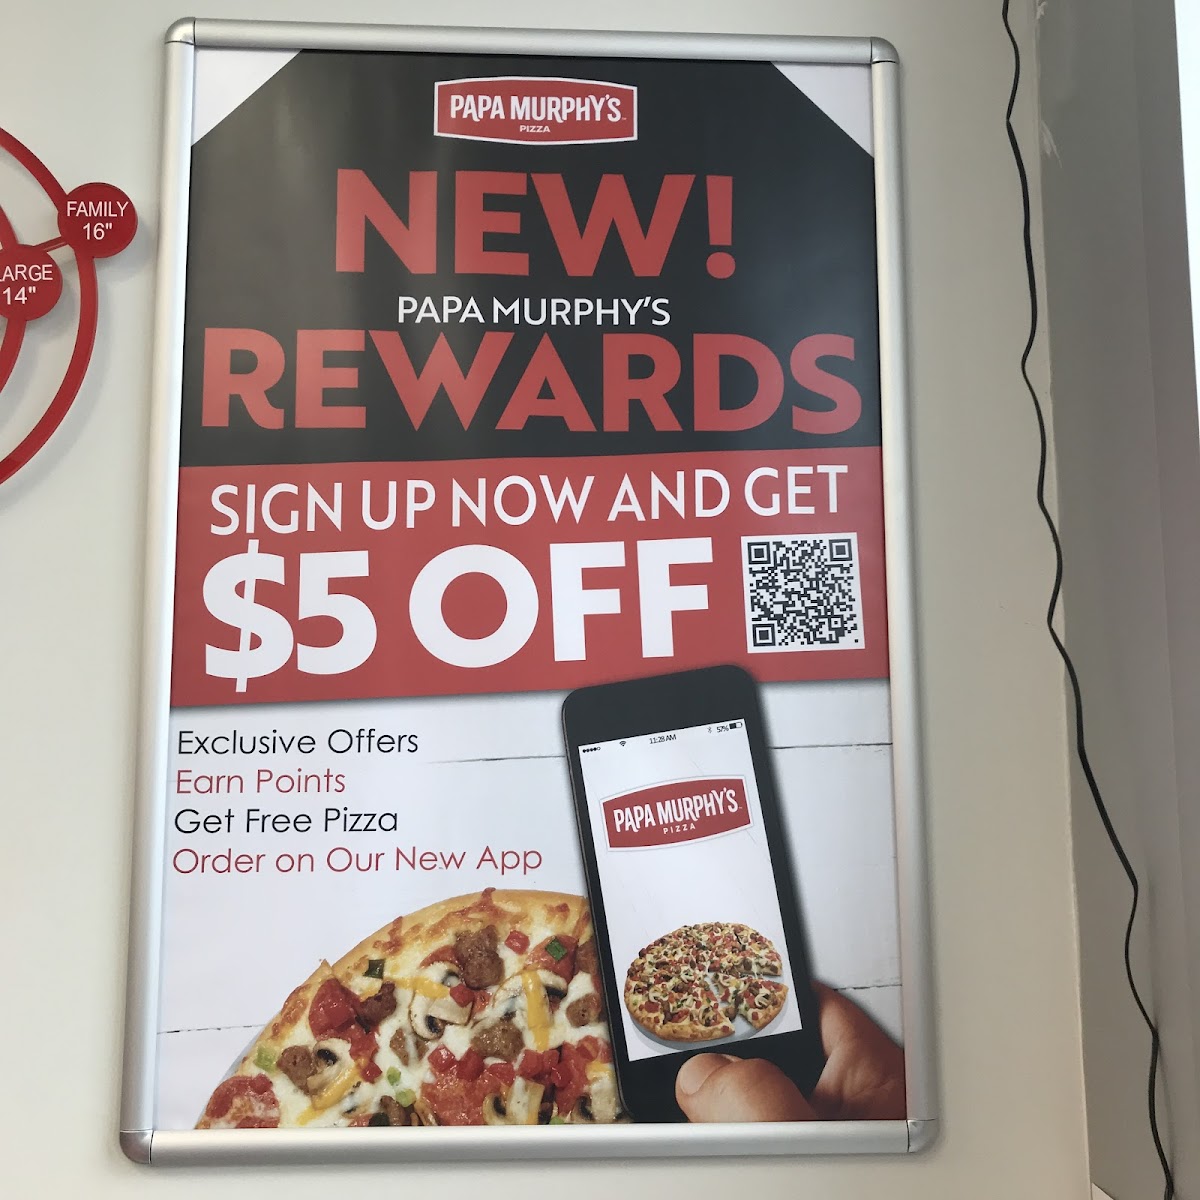 PAPA MURPHY'S
PIZZA
NEW!
PAPA MURPHY'S
REWARDS
SIGN UP NOW AND GET
$5 OFF
Exclusive Offers
Earn Points
Get Free Pizza
Order on Our New App
11:28 AM
57%
PAPA MURPHY'S
PIZZA
FAMILY
16"
LARGE
14"